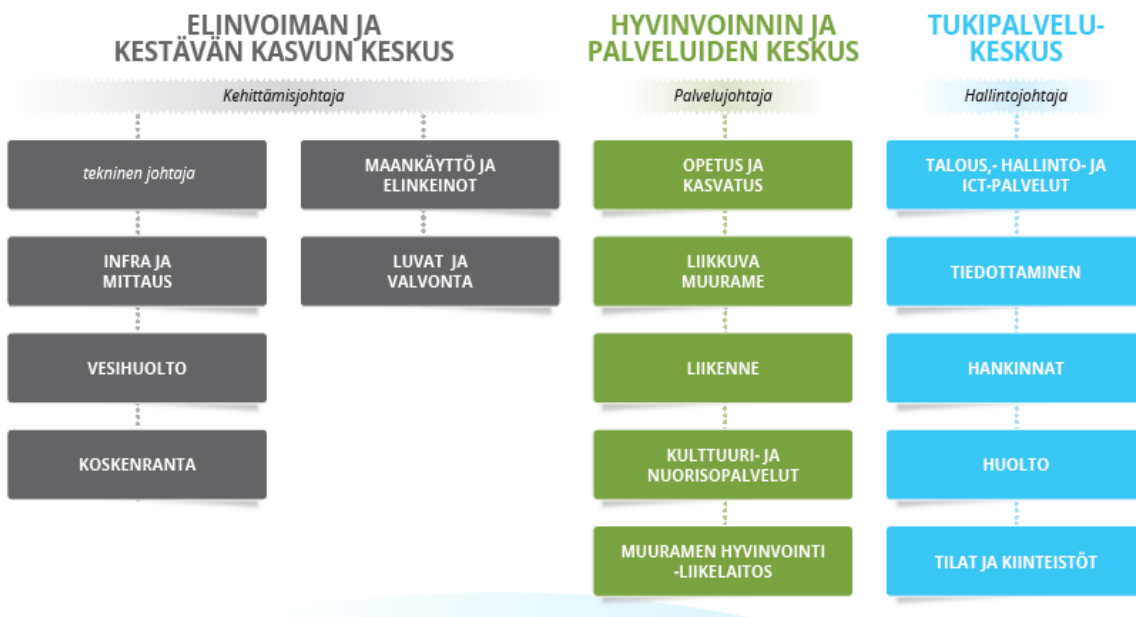 ELINVOIMAN JA
KESTÄVÄN KASVUN KESKUS
Kehittämisjohtaja
tekninen johtaja
INFRA JA
MITTAUS
VESIHUOLTO
KOSKENRANTA
MAANKÄYTTÖ JA
ELINKEINOT
LUVAT JA
VALVONTA
HYVINVOINNIN JA
PALVELUIDEN KESKUS
Palvelujohtaja
OPETUS JA
KASVATUS
LIIKKUVA
MUURAME
LIIKENNE
KULTTUURI- JA
NUORISOPALVELUT
MUURAMEN HYVINVOINTI
-LIIKELAITOS
TUKIPALVELU-
KESKUS
Hallintojohtaja
TALOUS,- HALLINTO- JA
ICT-PALVELUT
TIEDOTTAMINEN
HANKINNAT
HUOLTO
TILAT JA KIINTEISTÖT